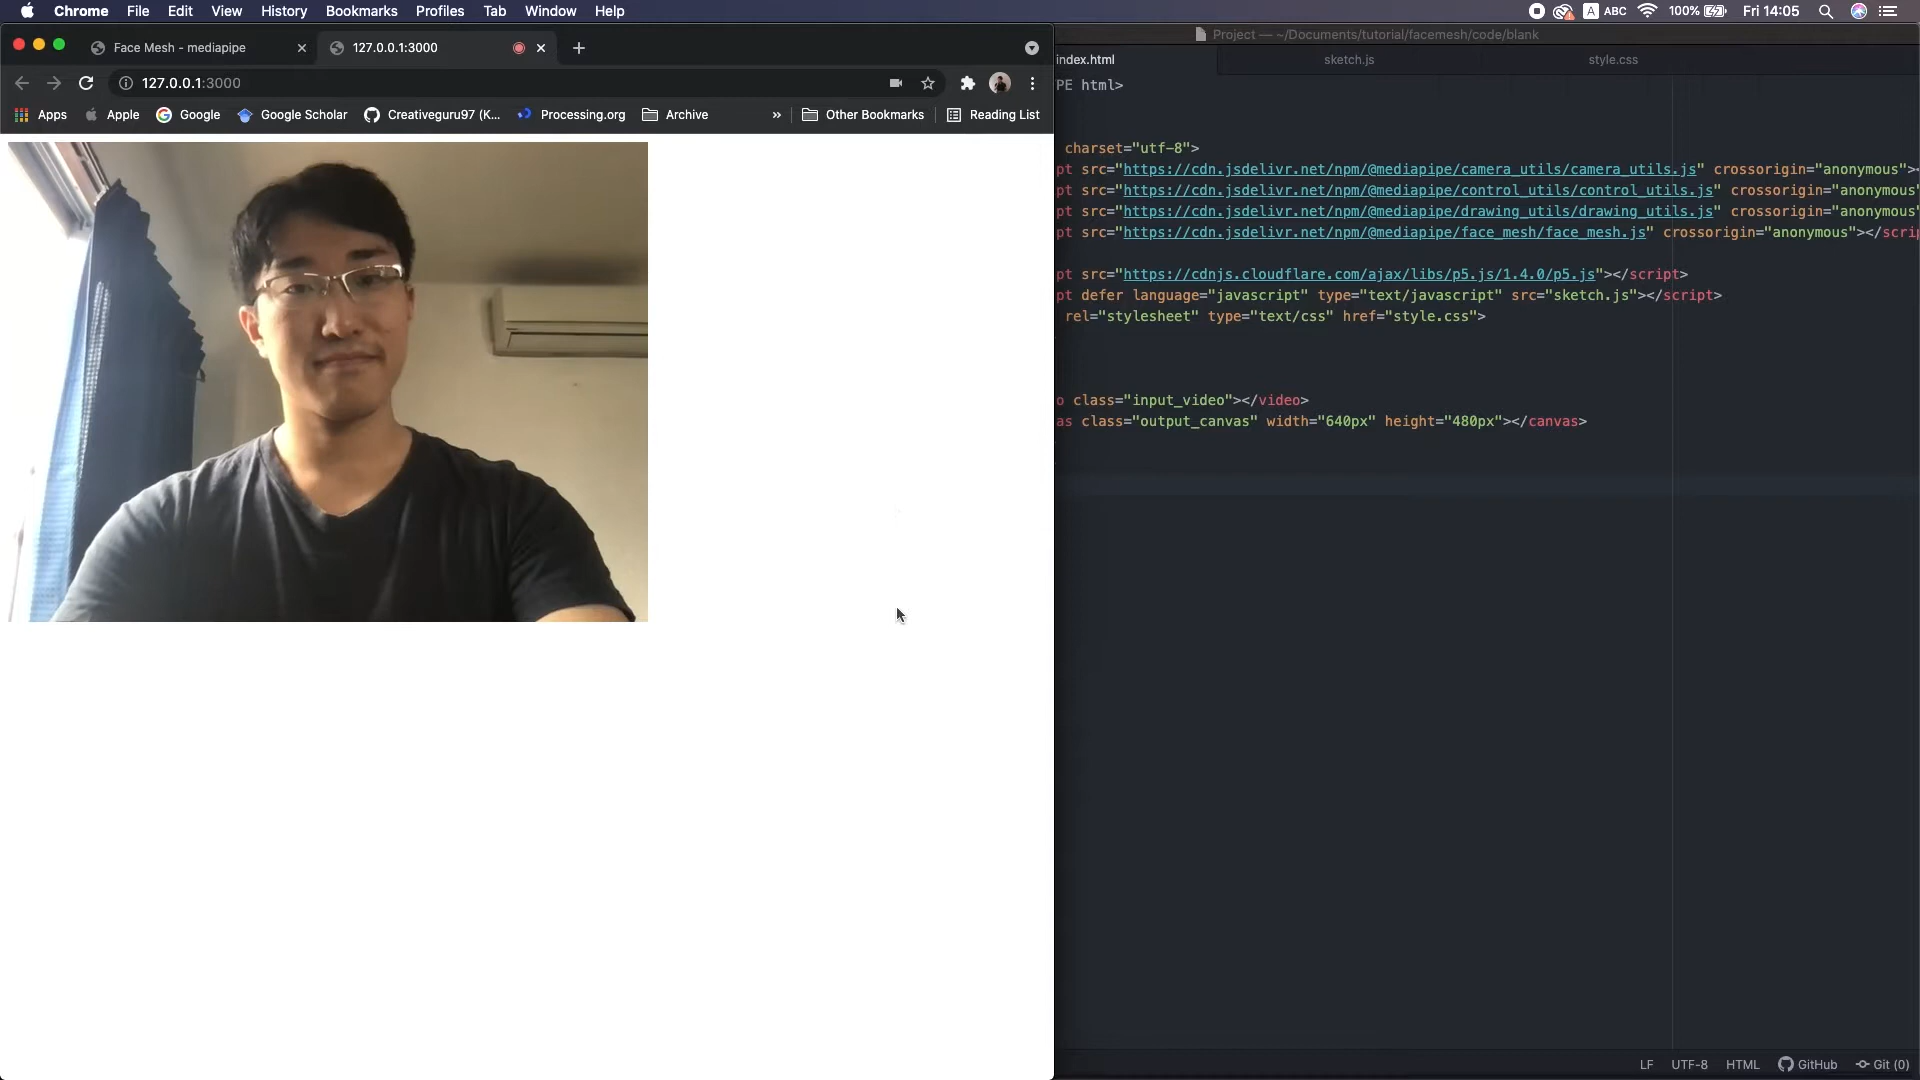 Chrome File Edit View History Bookmarks Profiles Tab Window Help A ABC 100% Fri 14:05
Face Mesh - mediapipe 127.0.0.1:3000
127.0.0.1:3000
Apps Apple Google Google Scholar Creativeguru97 (K... Processing.org Archive » Other Bookmarks Reading List
Project — ~/Documents/tutorial/facemesh/code/blank
index.html sketch.js style.css
PE html>
charset="utf-8">
pt src="https://cdn.jsdelivr.net/npm/@mediapipe/camera_utils/camera_utils.js" crossorigin="anonymous"><
pt src="https://cdn.jsdelivr.net/npm/@mediapipe/control_utils/control_utils.js" crossorigin="anonymous"
pt src="https://cdn.jsdelivr.net/npm/@mediapipe/drawing_utils/drawing_utils.js" crossorigin="anonymous"
pt src="https://cdn.jsdelivr.net/npm/@mediapipe/face_mesh/face_mesh.js" crossorigin="anonymous"></scrip
pt src="https://cdnjs.cloudflare.com/ajax/libs/p5.js/1.4.0/p5.js"></script>
pt defer language="javascript" type="text/javascript" src="sketch.js"></script>
rel="stylesheet" type="text/css" href="style.css">
o class="input_video"></video>
as class="output_canvas" width="640px" height="480px"></canvas>
LF UTF-8 HTML GitHub Git (0)